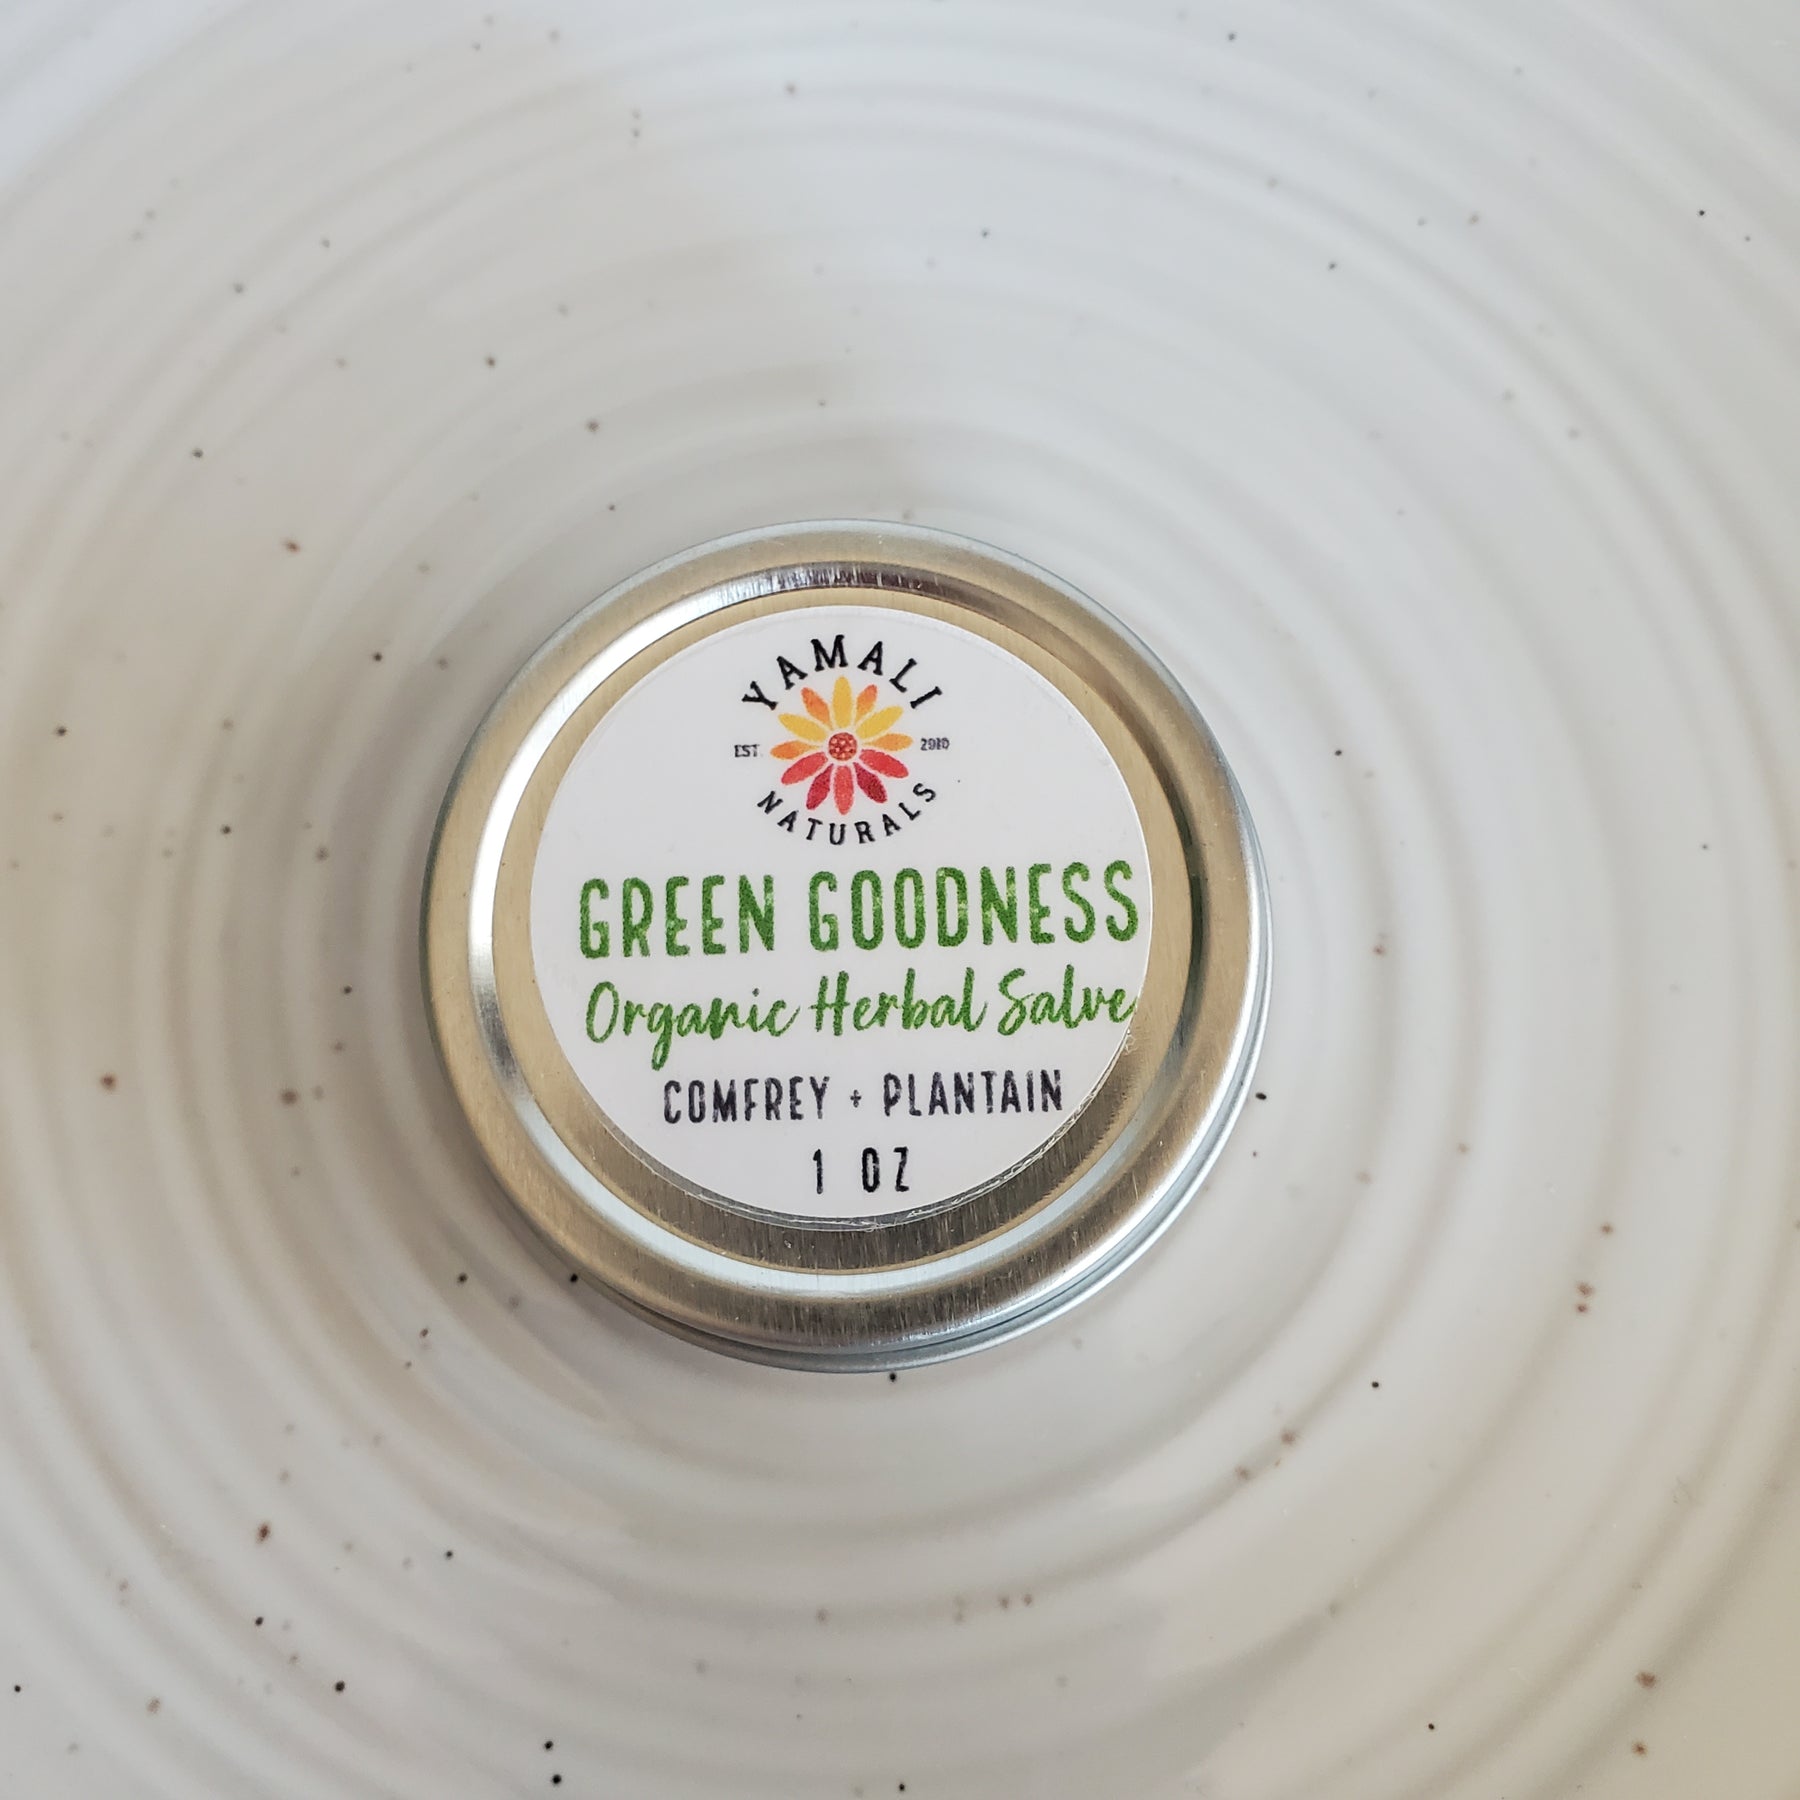 YAMALI
EST. 2010
NATURALS
GREEN GOODNESS
Organic Herbal Salve
COMFREY + PLANTAIN
1 OZ